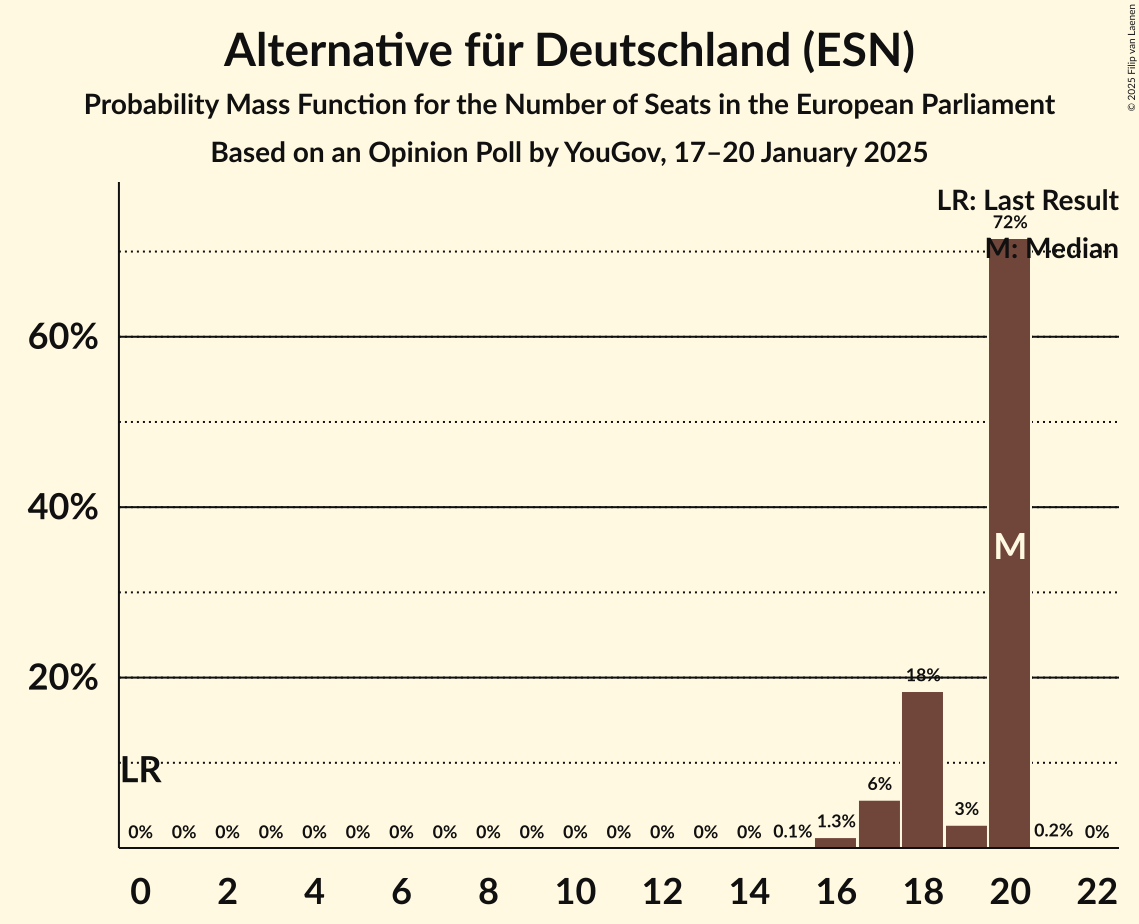 Alternative für Deutschland (ESN)
Probability Mass Function for the Number of Seats in the European Parliament
Based on an Opinion Poll by YouGov, 17–20 January 2025
© 2025 Filip van Laenen
LR: Last Result
M: Median
72%
60%
40%
20%
M
LR
18%
6%
3%
1.3%
0% 0% 0% 0% 0% 0% 0% 0% 0% 0% 0% 0% 0% 0% 0% 0.1% 0.2% 0%
0 2 4 6 8 10 12 14 16 18 20 22